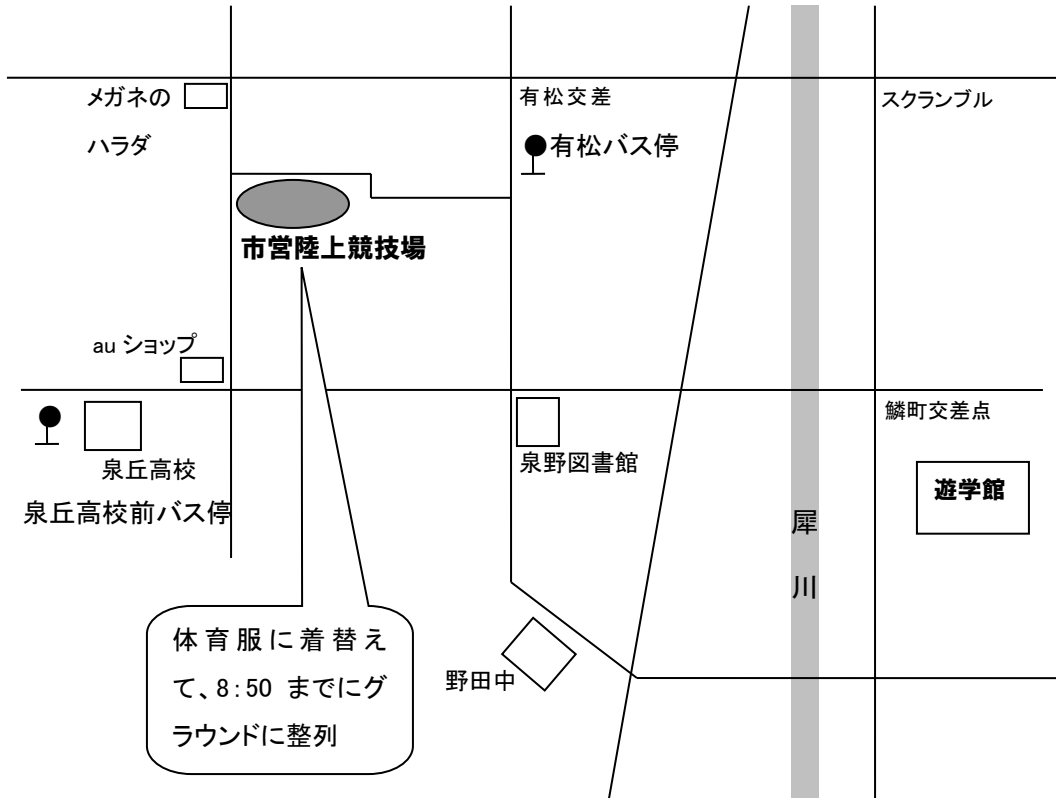 メガネの
ハラダ
有松交差
有松バス停
スクランブル
市営陸上競技場
au ショップ
泉丘高校
泉丘高校前バス停
泉野図書館
鱗町交差点
遊学館
犀
川
体育服に着替え
て、8:50 までにグ
ラウンドに整列
野田中